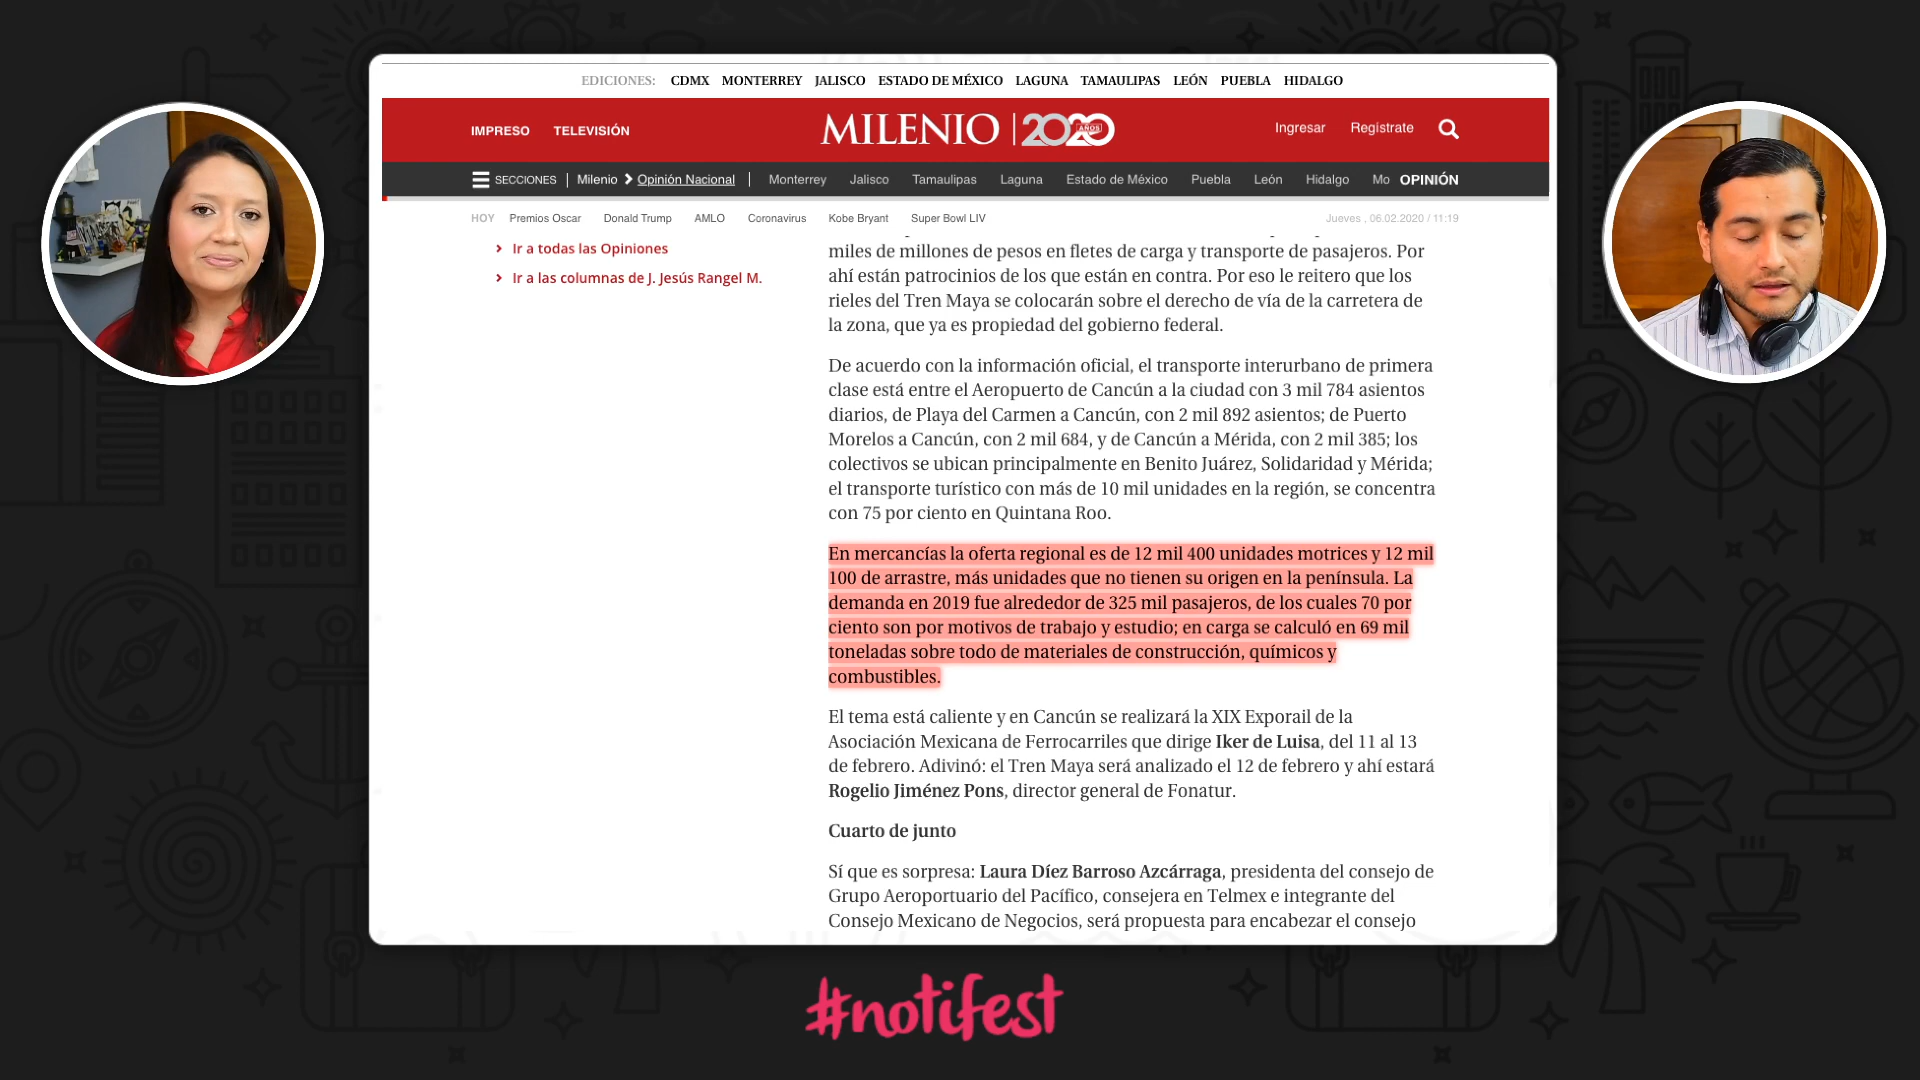 EDICIONES: CDMX MONTERREY JALISCO ESTADO DE MÉXICO LAGUNA TAMAULIPAS LEÓN PUEBLA HIDALGO
IMPRESO TELEVISIÓN MILENIO 2020 AÑOS Ingresar Regístrate
SECCIONES | Milenio > Opinión Nacional | Monterrey Jalisco Tamaulipas Laguna Estado de México Puebla León Hidalgo Mo OPINIÓN
HOY Premios Oscar Donald Trump AMLO Coronavirus Kobe Bryant Super Bowl LIV Jueves , 06.02.2020 / 11:19
> Ir a todas las Opiniones
> Ir a las columnas de J. Jesús Rangel M.
miles de millones de pesos en fletes de carga y transporte de pasajeros. Por
ahí están patrocinios de los que están en contra. Por eso le reitero que los
rieles del Tren Maya se colocarán sobre el derecho de vía de la carretera de
la zona, que ya es propiedad del gobierno federal.
De acuerdo con la información oficial, el transporte interurbano de primera
clase está entre el Aeropuerto de Cancún a la ciudad con 3 mil 784 asientos
diarios, de Playa del Carmen a Cancún, con 2 mil 892 asientos; de Puerto
Morelos a Cancún, con 2 mil 684, y de Cancún a Mérida, con 2 mil 385; los
colectivos se ubican principalmente en Benito Juárez, Solidaridad y Mérida;
el transporte turístico con más de 10 mil unidades en la región, se concentra
con 75 por ciento en Quintana Roo.
En mercancías la oferta regional es de 12 mil 400 unidades motrices y 12 mil
100 de arrastre, más unidades que no tienen su origen en la península. La
demanda en 2019 fue alrededor de 325 mil pasajeros, de los cuales 70 por
ciento son por motivos de trabajo y estudio; en carga se calculó en 69 mil
toneladas sobre todo de materiales de construcción, químicos y
combustibles.
El tema está caliente y en Cancún se realizará la XIX Exporail de la
Asociación Mexicana de Ferrocarriles que dirige Iker de Luisa, del 11 al 13
de febrero. Adivinó: el Tren Maya será analizado el 12 de febrero y ahí estará
Rogelio Jiménez Pons, director general de Fonatur.
Cuarto de junto
Sí que es sorpresa: Laura Díez Barroso Azcárraga, presidenta del consejo de
Grupo Aeroportuario del Pacífico, consejera en Telmex e integrante del
Consejo Mexicano de Negocios, será propuesta para encabezar el consejo
#notifest